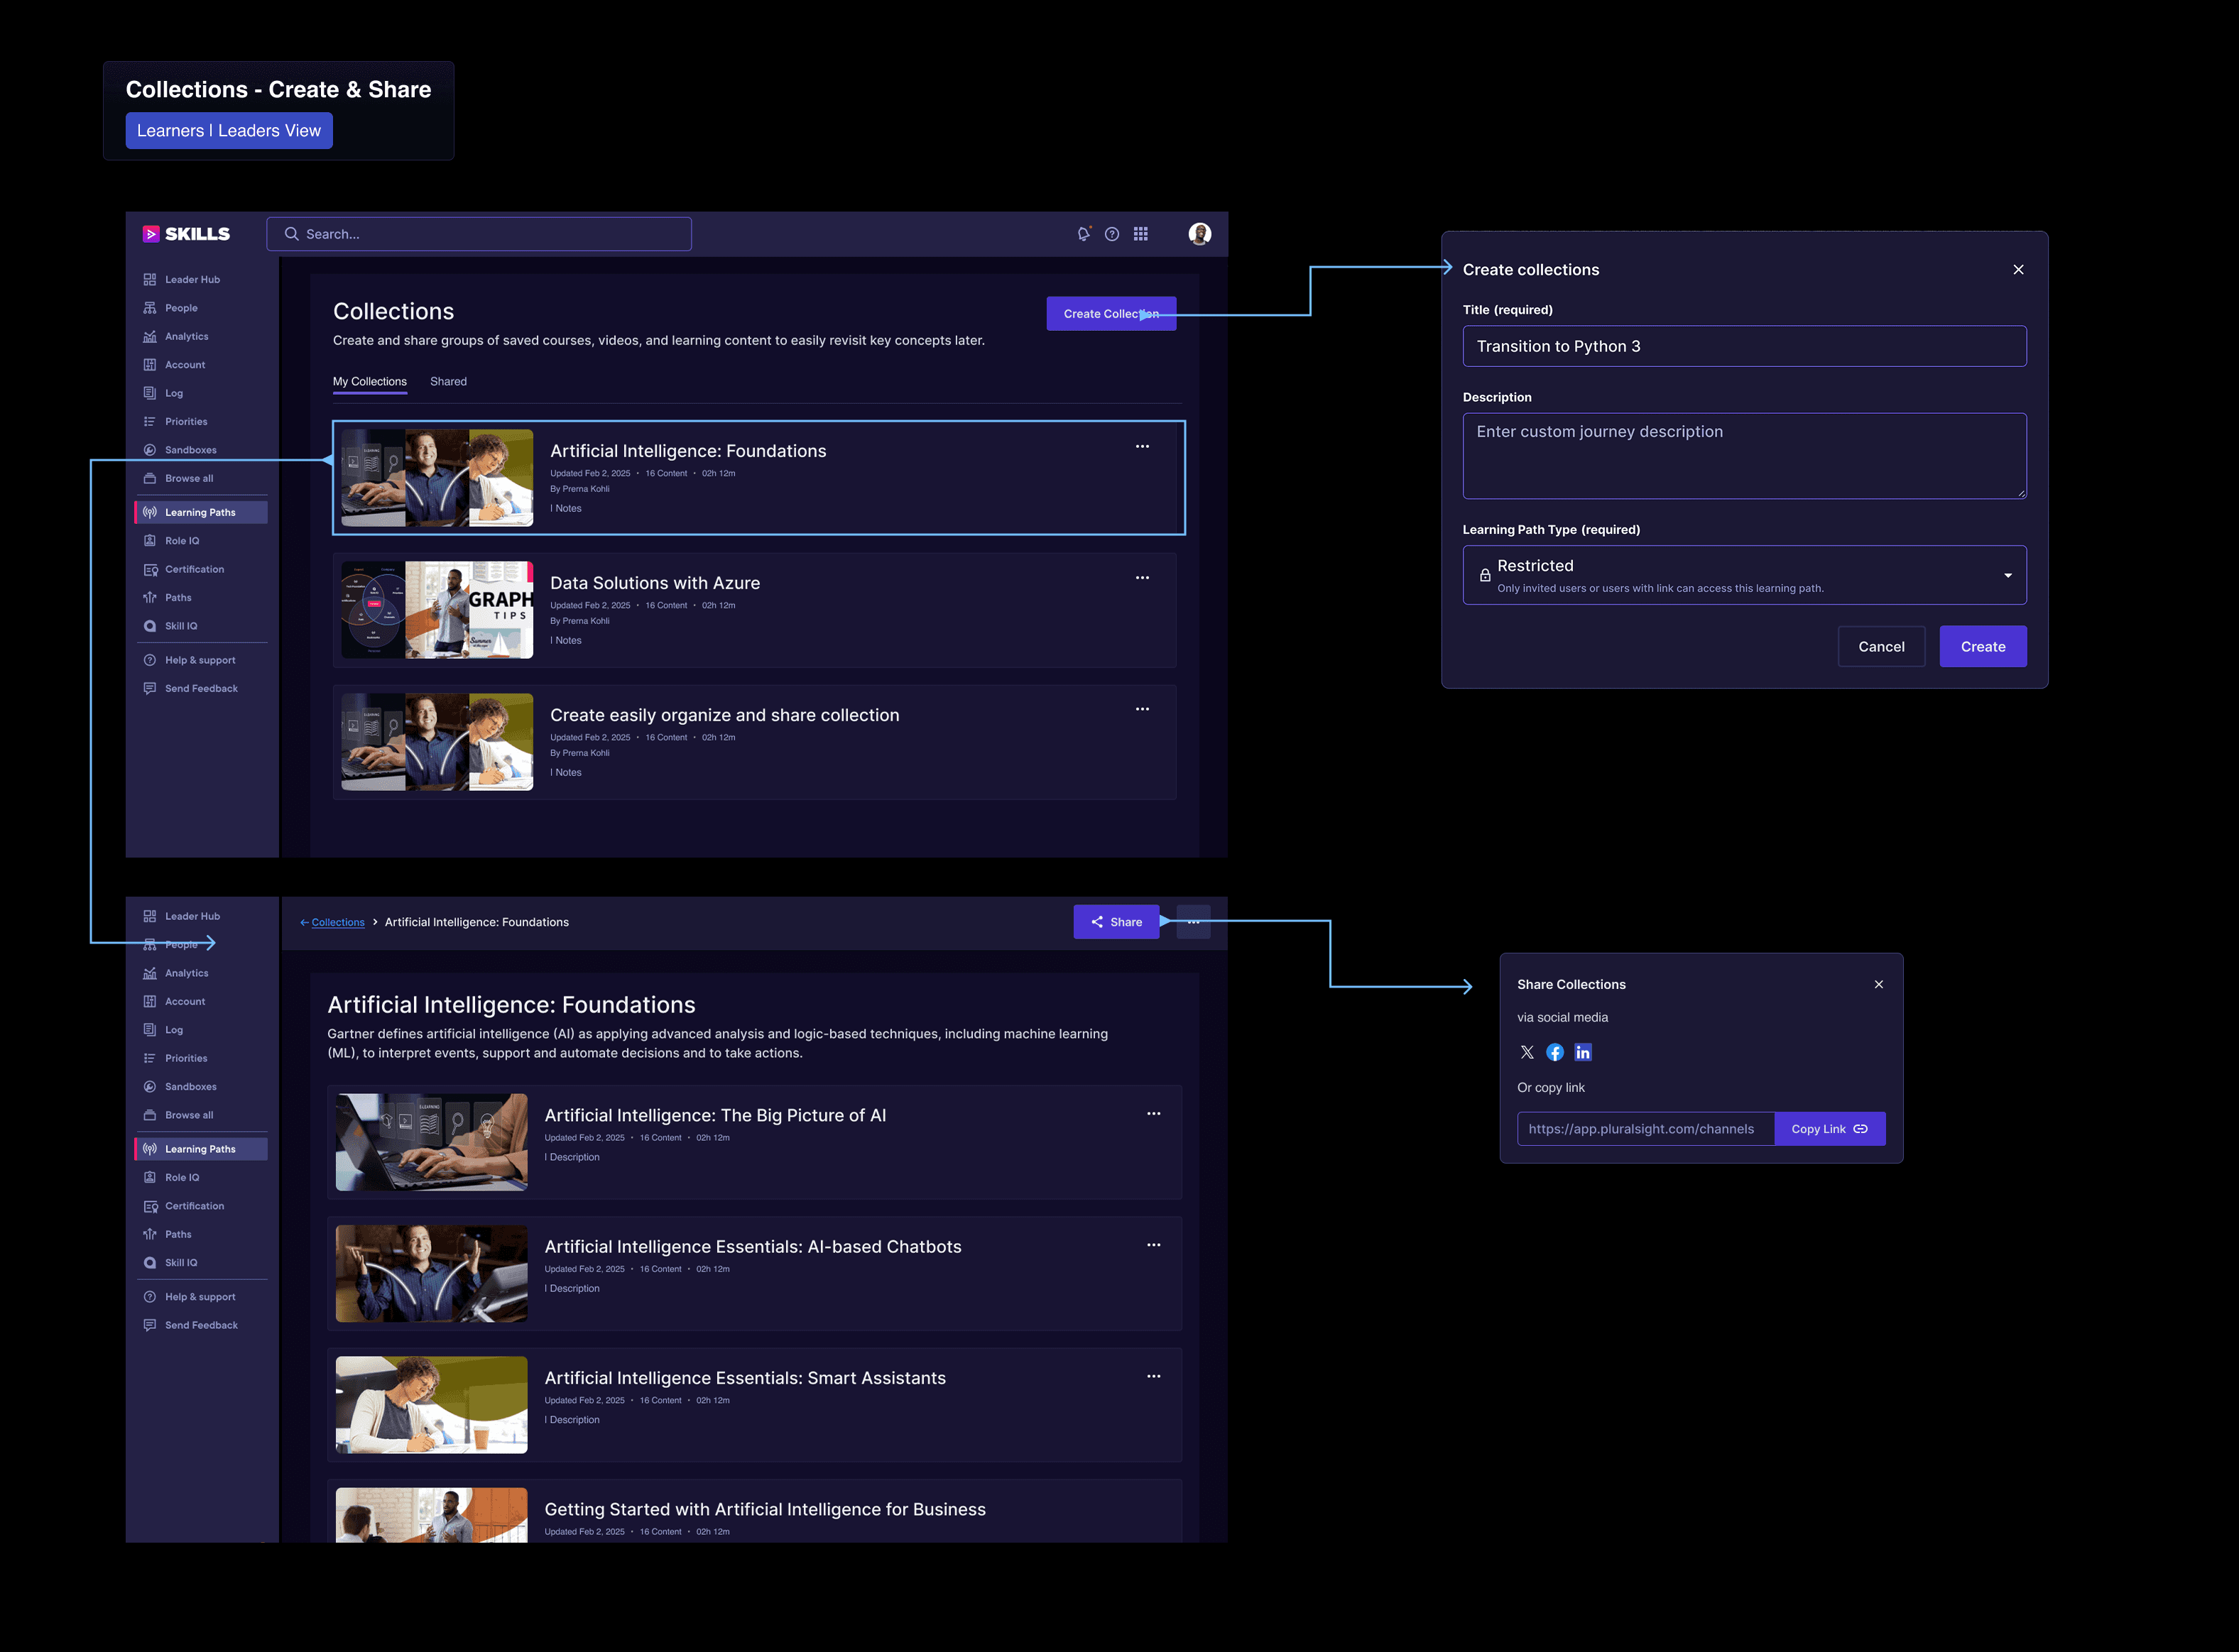 Collections - Create & Share
Learners | Leaders View
SKILLS
Search...
Leader Hub
People
Analytics
Account
Log
Priorities
Sandboxes
Browse all
Learning Paths
Role IQ
Certification
Paths
Skill IQ
Help & support
Send Feedback
Collections
Create Collection
Create and share groups of saved courses, videos, and learning content to easily revisit key concepts later.
My Collections Shared
Artificial Intelligence: Foundations
Updated Feb 2, 2025 • 16 Content • 02h 12m
By Prerna Kohli
| Notes
GRAPH
TIPS
Summer
Data Solutions with Azure
Updated Feb 2, 2025 • 16 Content • 02h 12m
By Prerna Kohli
| Notes
Create easily organize and share collection
Updated Feb 2, 2025 • 16 Content • 02h 12m
By Prerna Kohli
| Notes
Create collections
Title (required)
Transition to Python 3
Description
Enter custom journey description
Learning Path Type (required)
Restricted
Only invited users or users with link can access this learning path.
Cancel Create
Leader Hub
People
Analytics
Account
Log
Priorities
Sandboxes
Browse all
Learning Paths
Role IQ
Certification
Paths
Skill IQ
Help & support
Send Feedback
Collections > Artificial Intelligence: Foundations
Share
Artificial Intelligence: Foundations
Gartner defines artificial intelligence (AI) as applying advanced analysis and logic-based techniques, including machine learning
(ML), to interpret events, support and automate decisions and to take actions.
ELEARNING
Artificial Intelligence: The Big Picture of AI
Updated Feb 2, 2025 • 16 Content • 02h 12m
| Description
Artificial Intelligence Essentials: AI-based Chatbots
Updated Feb 2, 2025 • 16 Content • 02h 12m
| Description
Artificial Intelligence Essentials: Smart Assistants
Updated Feb 2, 2025 • 16 Content • 02h 12m
| Description
Getting Started with Artificial Intelligence for Business
Updated Feb 2, 2025 • 16 Content • 02h 12m
Share Collections
via social media
Or copy link
https://app.pluralsight.com/channels
Copy Link